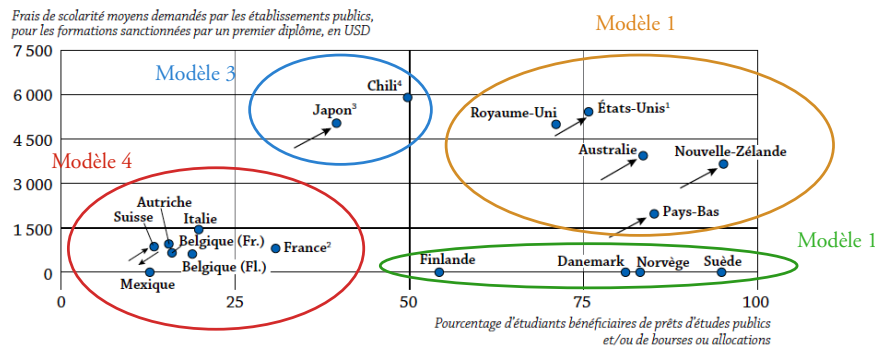 Frais de scolarité moyens demandés par les établissements publics,
pour les formations sanctionnées par un premier diplôme, en USD
Modèle 1
7 500
Modèle 3
Chili⁴
6 000
Japon³
Royaume-Uni
États-Unis¹
4 500
Australie
Nouvelle-Zélande
Modèle 4
3 000
Autriche
Suisse
Italie
Pays-Bas
1 500
Belgique (Fr.)
France²
Modèle 1
Belgique (Fl.)
Finlande
Danemark
Norvège
Suède
0
Mexique
0
25
50
75
100
Pourcentage d'étudiants bénéficiaires de prêts d'études publics
et/ou de bourses ou allocations